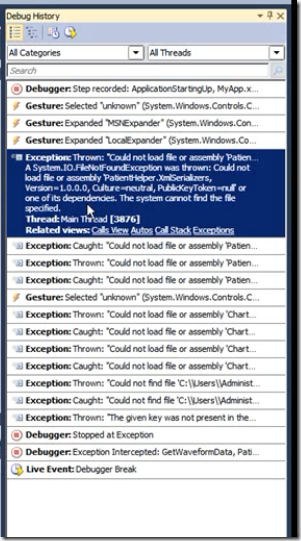 Debug History
All Categories
All Threads
Search
Debugger: Step recorded: ApplicationStartingUp, MyApp.x...
Gesture: Selected "unknown" (System.Windows.Controls.C...
Gesture: Expanded "MSNExpander" (System.Windows.Con...
Gesture: Expanded "LocalExpander" (System.Windows.Co...
Exception: Thrown: "Could not load file or assembly 'Patien...
A System.IO.FileNotFoundException was thrown: "Could not
load file or assembly 'PatientHelper.XmlSerializers,
Version=1.0.0.0, Culture=neutral, PublicKeyToken=null' or
one of its dependencies. The system cannot find the file
specified.
Thread: Main Thread [3876]
Related views: Calls View Autos Call Stack Exceptions
Exception: Caught: "Could not load file or assembly 'Patien...
Exception: Thrown: "Could not load file or assembly 'Patien...
Exception: Caught: "Could not load file or assembly 'Patien...
Gesture: Selected "unknown" (System.Windows.Controls.C...
Exception: Thrown: "Could not load file or assembly 'Chart...
Exception: Caught: "Could not load file or assembly 'Chart...
Exception: Thrown: "Could not load file or assembly 'Chart...
Exception: Caught: "Could not load file or assembly 'Chart...
Exception: Thrown: "Could not find file 'C:\\Users\\Administ...
Exception: Caught: "Could not find file 'C:\\Users\\Administ...
Exception: Thrown: "The given key was not present in the...
Debugger: Stopped at Exception
Debugger: Exception Intercepted: GetWaveformData, Pati...
Live Event: Debugger Break